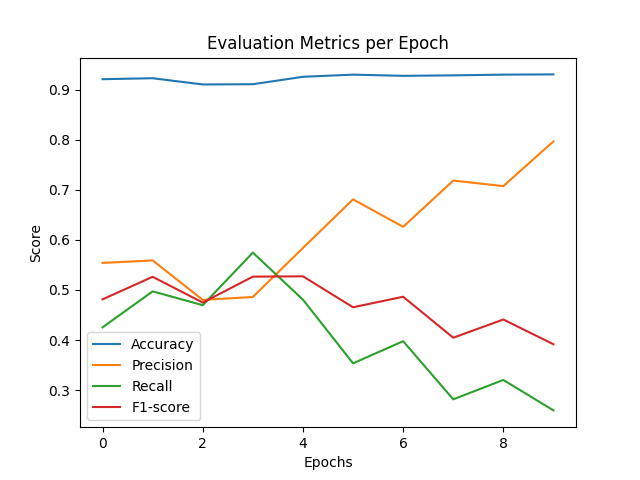 Evaluation Metrics per Epoch
Score
0.9
0.8
0.7
0.6
0.5
0.4
0.3
Accuracy
Precision
Recall
F1-score
0 2 4 6 8
Epochs